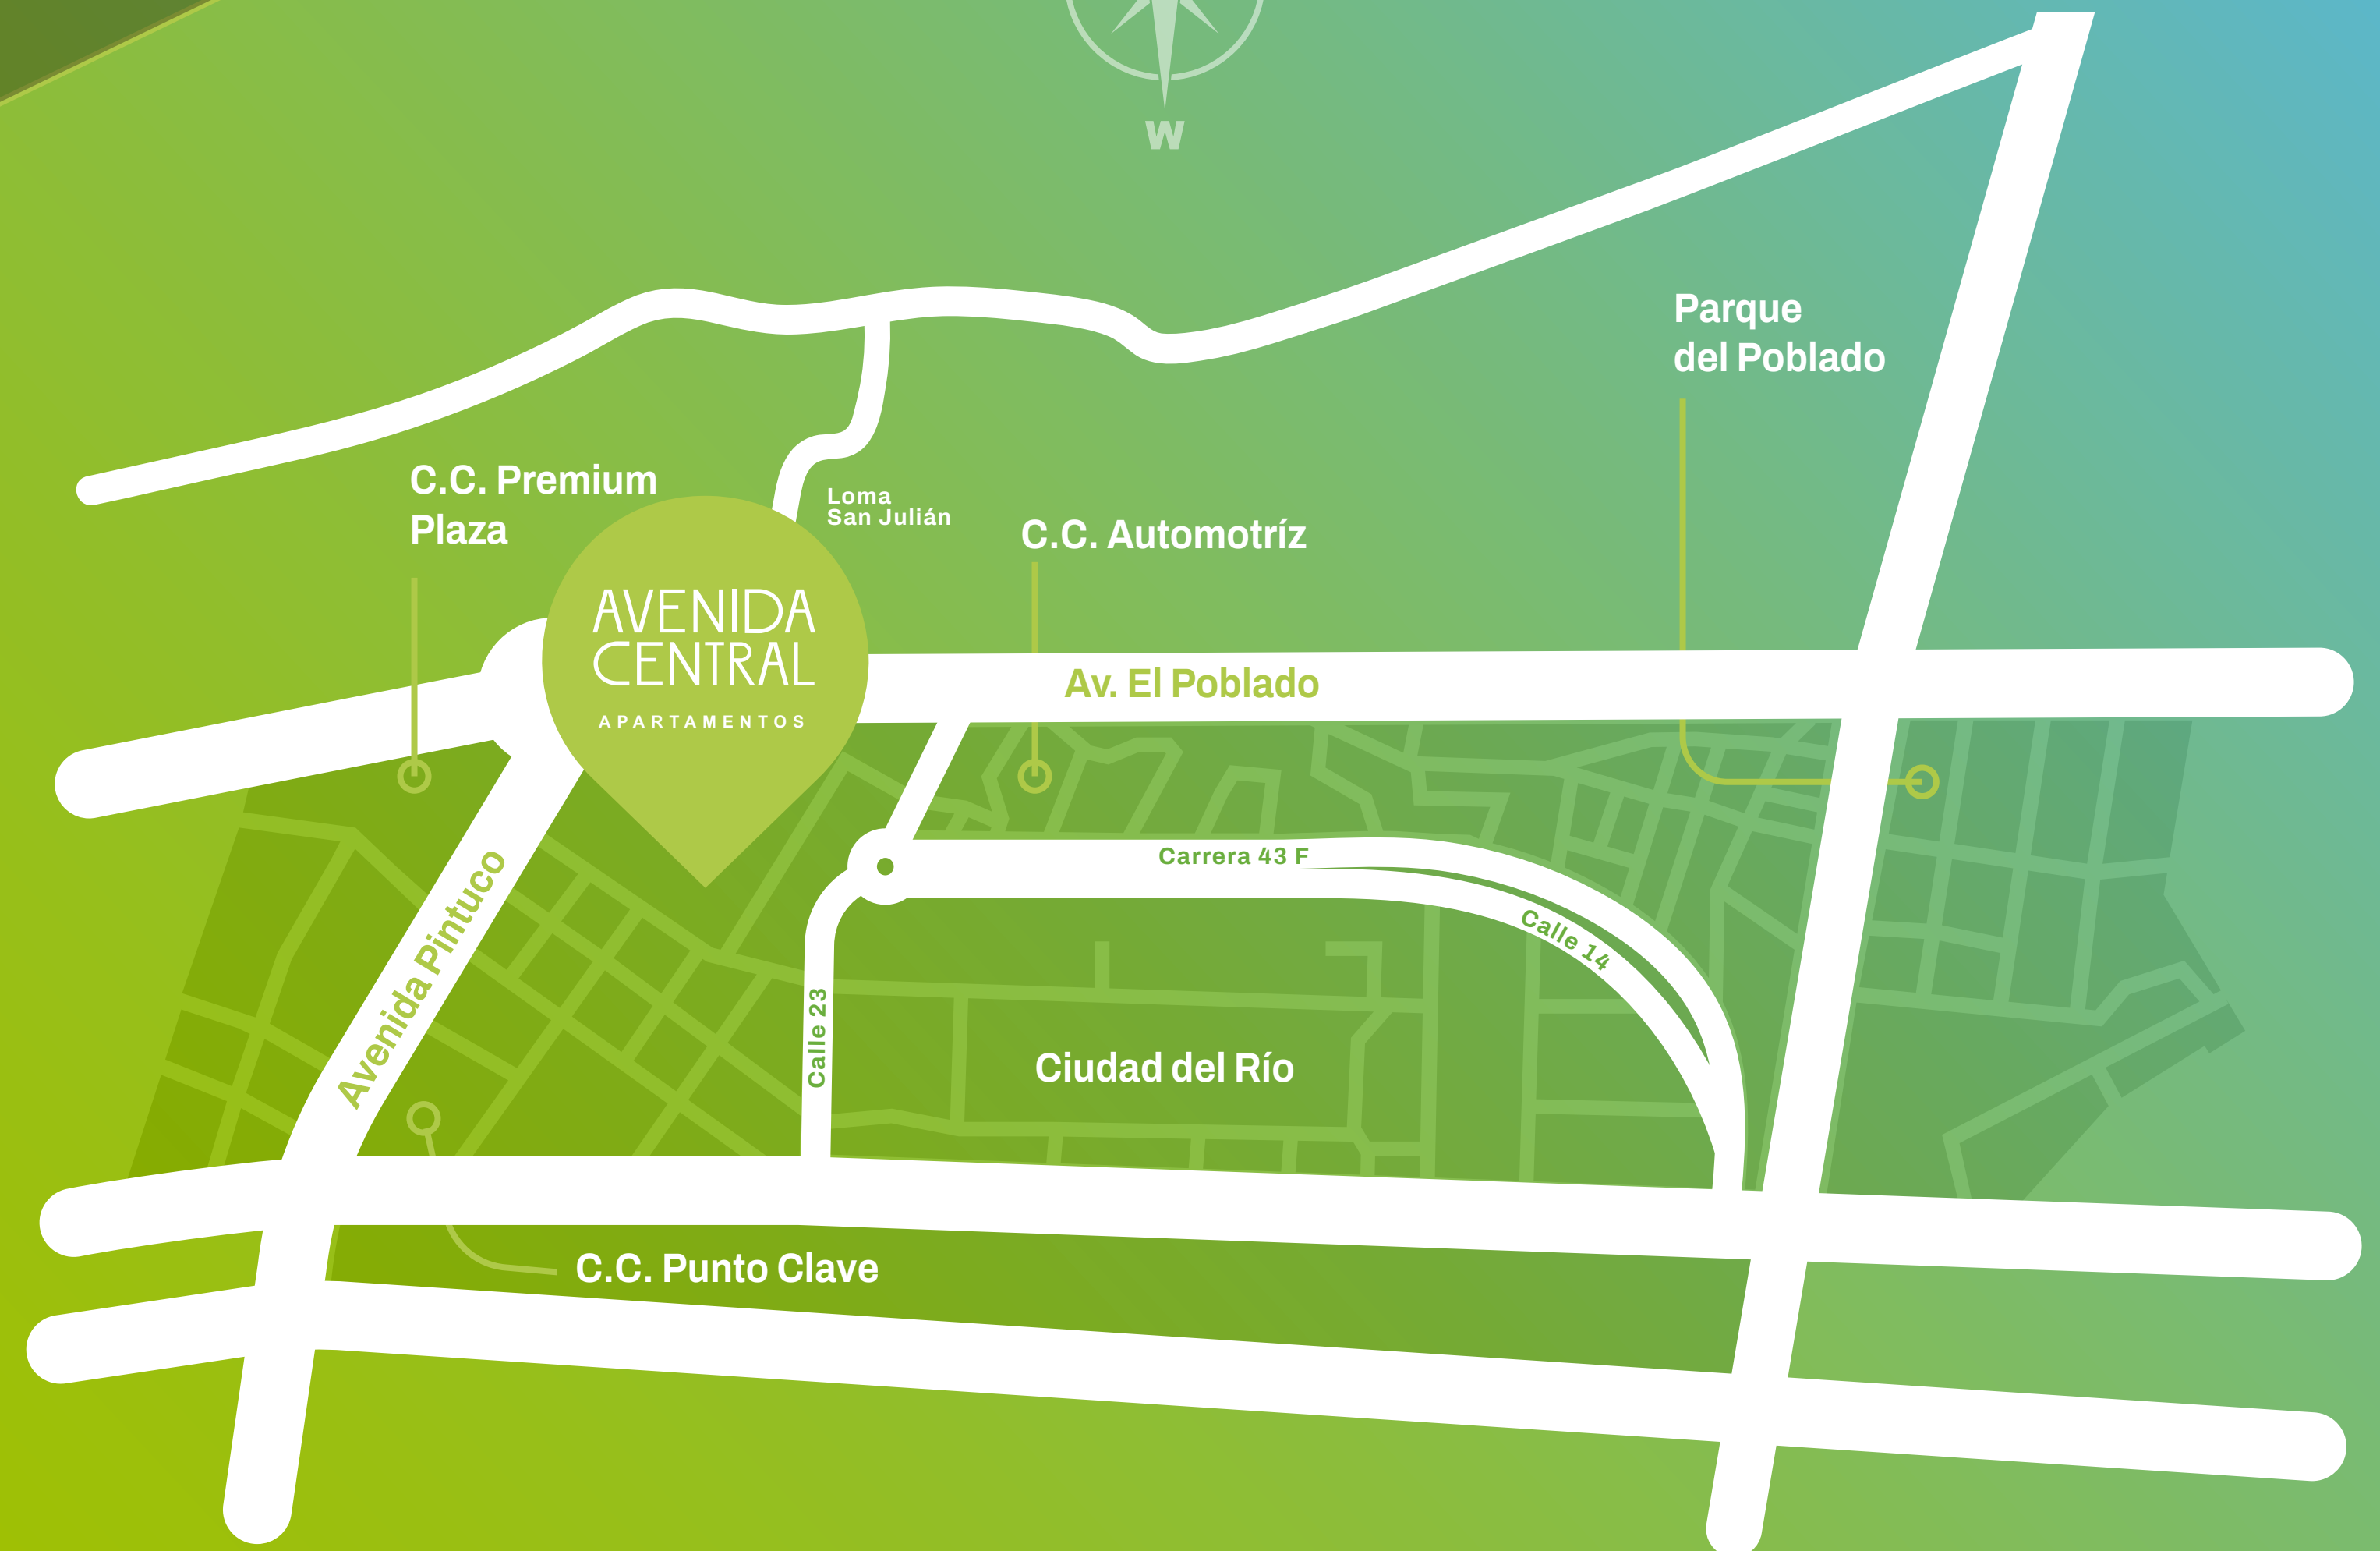 W
Parque
del Poblado
C.C. Premium
Plaza
Loma
San Julián
C.C. Automotríz
AVENIDA
CENTRAL
APARTAMENTOS
Av. El Poblado
Carrera 43 F
Calle 14
Avenida Pintuco
Calle 23
Ciudad del Río
C.C. Punto Clave